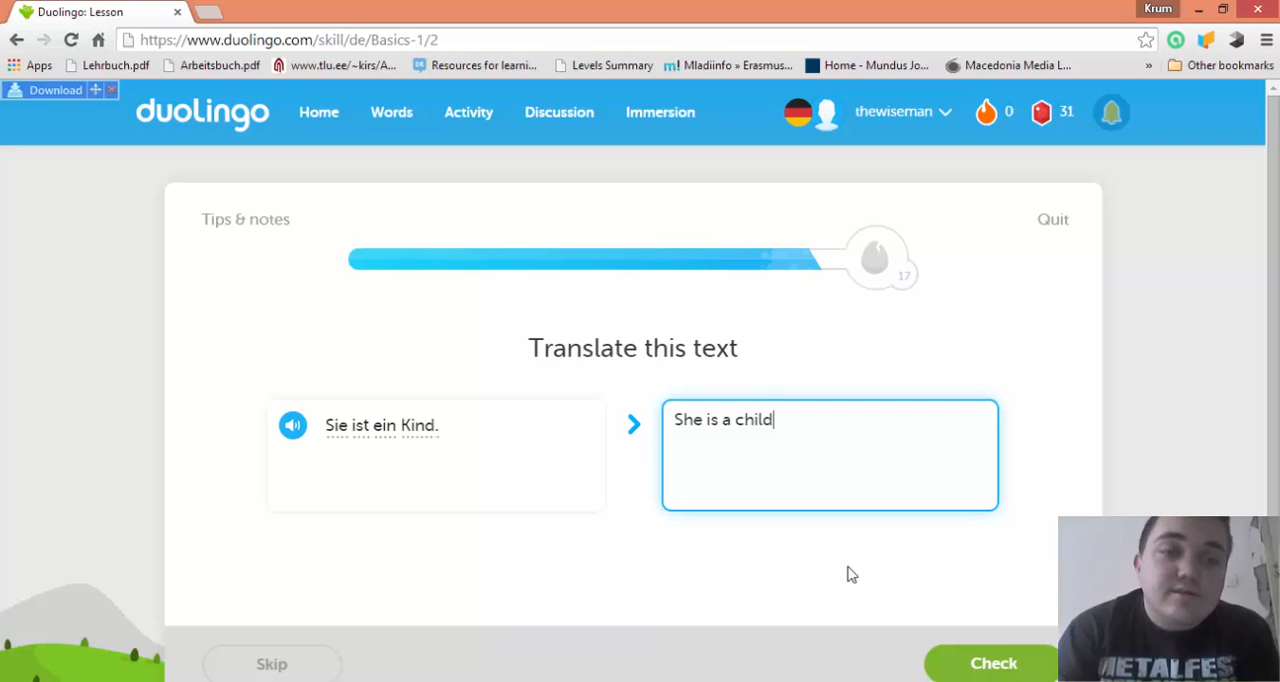 Duolingo: Lesson
Krum
https://www.duolingo.com/skill/de/Basics-1/2
Apps Lehrbuch.pdf Arbeitsbuch.pdf www.tlu.ee/~kirs/A... Resources for learni... Levels Summary m! Mladiinfo » Erasmus... Home - Mundus Jo... Macedonia Media L... » Other bookmarks
Download
duolingo Home Words Activity Discussion Immersion thewiseman 0 31
Tips & notes Quit
17
Translate this text
Sie ist ein Kind. She is a child
Skip Check
METALFES